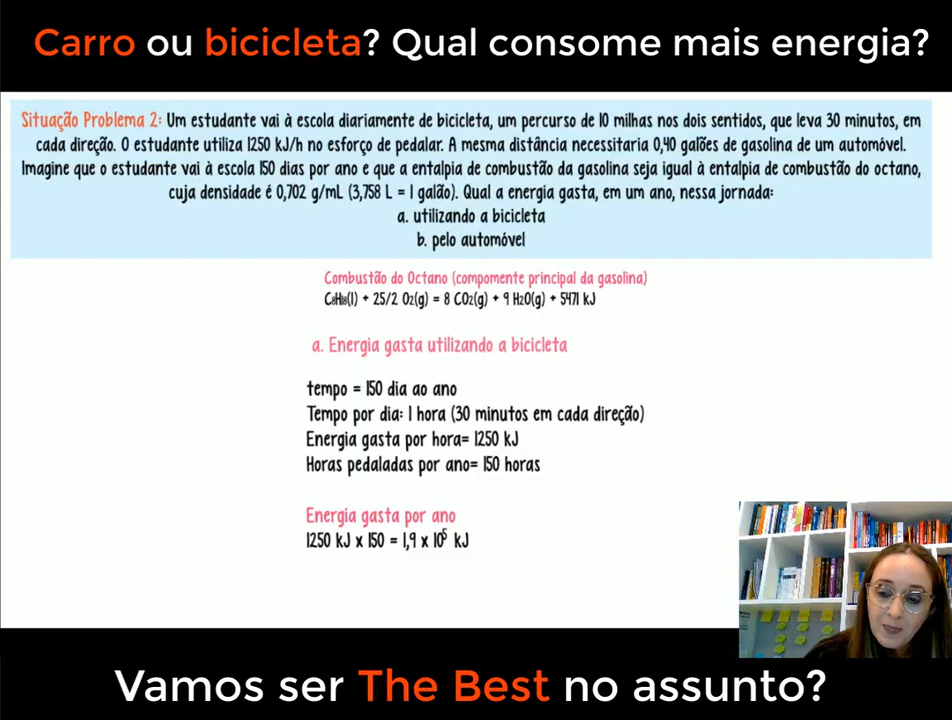 Carro ou bicicleta? Qual consome mais energia?
Situação Problema 2: Um estudante vai à escola diariamente de bicicleta, um percurso de 10 milhas nos dois sentidos, que leva 30 minutos, em
cada direção. O estudante utiliza 1250 kJ/h no esforço de pedalar. A mesma distância necessitaria 0,40 galões de gasolina de um automóvel.
Imagine que o estudante vai à escola 150 dias por ano e que a entalpia de combustão da gasolina seja igual à entalpia de combustão do octano,
cuja densidade é 0,702 g/mL (3,758 L = 1 galão). Qual a energia gasta, em um ano, nessa jornada:
a. utilizando a bicicleta
b. pelo automóvel
Combustão do Octano (compomente principal da gasolina)
C8H18(l) + 25/2 O2(g) = 8 CO2(g) + 9 H2O(g) + 5471 kJ
a. Energia gasta utilizando a bicicleta
tempo = 150 dia ao ano
Tempo por dia: 1 hora (30 minutos em cada direção)
Energia gasta por hora= 1250 kJ
Horas pedaladas por ano= 150 horas
Energia gasta por ano
1250 kJ x 150 = 1,9 x 10⁵ kJ
Vamos ser The Best no assunto?